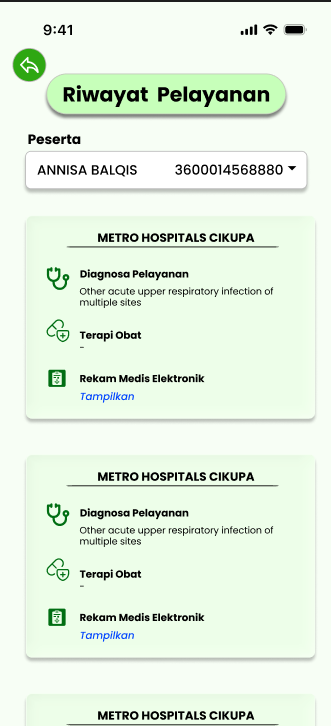 9:41
Riwayat Pelayanan
Peserta
ANNISA BALQIS 3600014568880
METRO HOSPITALS CIKUPA
Diagnosa Pelayanan
Other acute upper respiratory infection of
multiple sites
Terapi Obat
-
Rekam Medis Elektronik
Tampilkan
METRO HOSPITALS CIKUPA
Diagnosa Pelayanan
Other acute upper respiratory infection of
multiple sites
Terapi Obat
-
Rekam Medis Elektronik
Tampilkan
METRO HOSPITALS CIKUPA